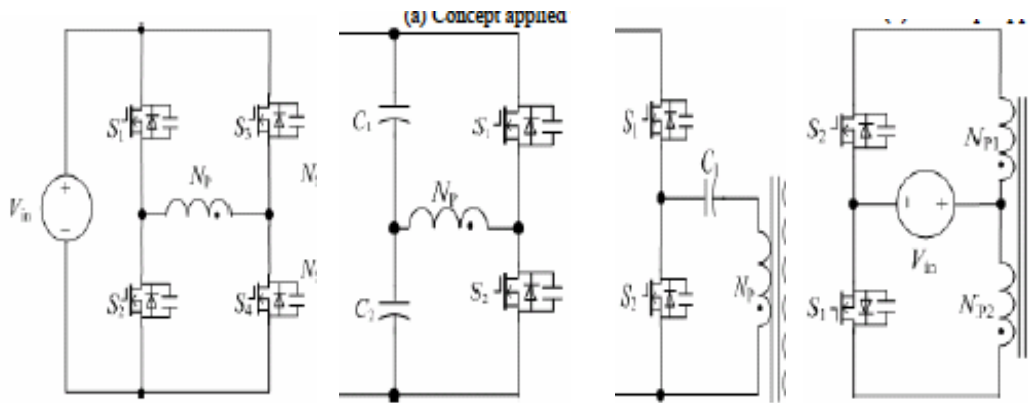 (a) Concept applied
S1
S3
NP
Vin
+
−
S2
S4
C1
S1
NP
C2
S2
S1
C1
S2
NP
S2
NP1
+
Vin
S1
NP2